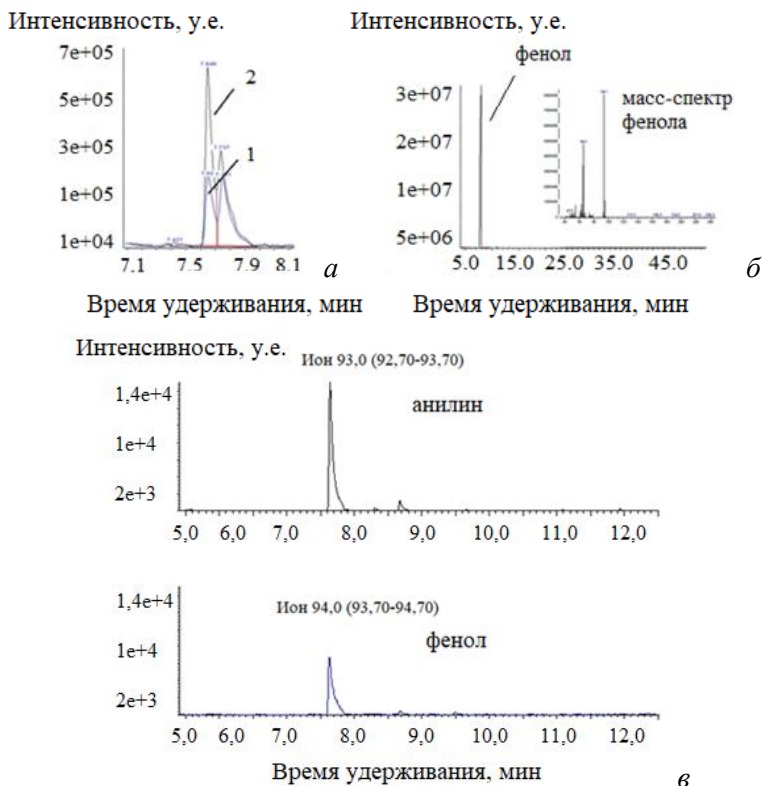 Интенсивность, у.е.
Интенсивность, у.е.
7e+05
5e+05
3e+05
1e+05
1e+04
2
1
7.1 7.5 7.9 8.1
а
Время удерживания, мин
фенол
масс-спектр
фенола
3e+07
2e+07
1e+07
5e+06
5.0 15.0 25.0 35.0 45.0
б
Время удерживания, мин
Интенсивность, у.е.
Ион 93,0 (92,70-93,70)
анилин
1,4e+4
1e+4
2e+3
5,0 6,0 7,0 8,0 9,0 10,0 11,0 12,0
Ион 94,0 (93,70-94,70)
фенол
1,4e+4
1e+4
2e+3
5,0 6,0 7,0 8,0 9,0 10,0 11,0 12,0
Время удерживания, мин
в